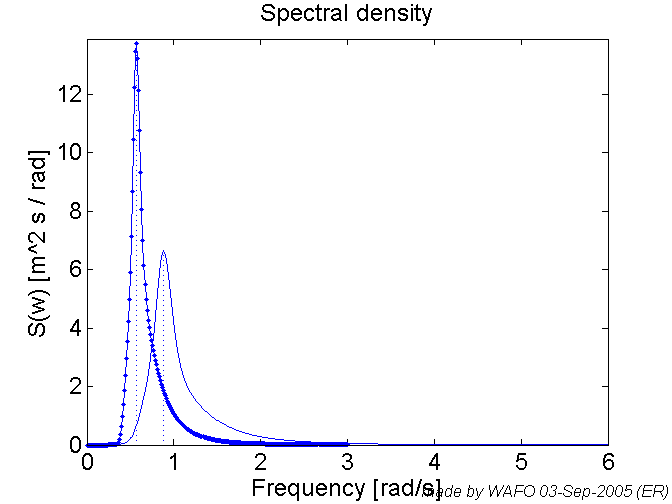 Spectral density
S(w) [m^2 s / rad]
12
10
8
6
4
2
0
0 1 2 3 4 5 6
Frequency [rad/s]
made by WAFO 03-Sep-2005 (ER)